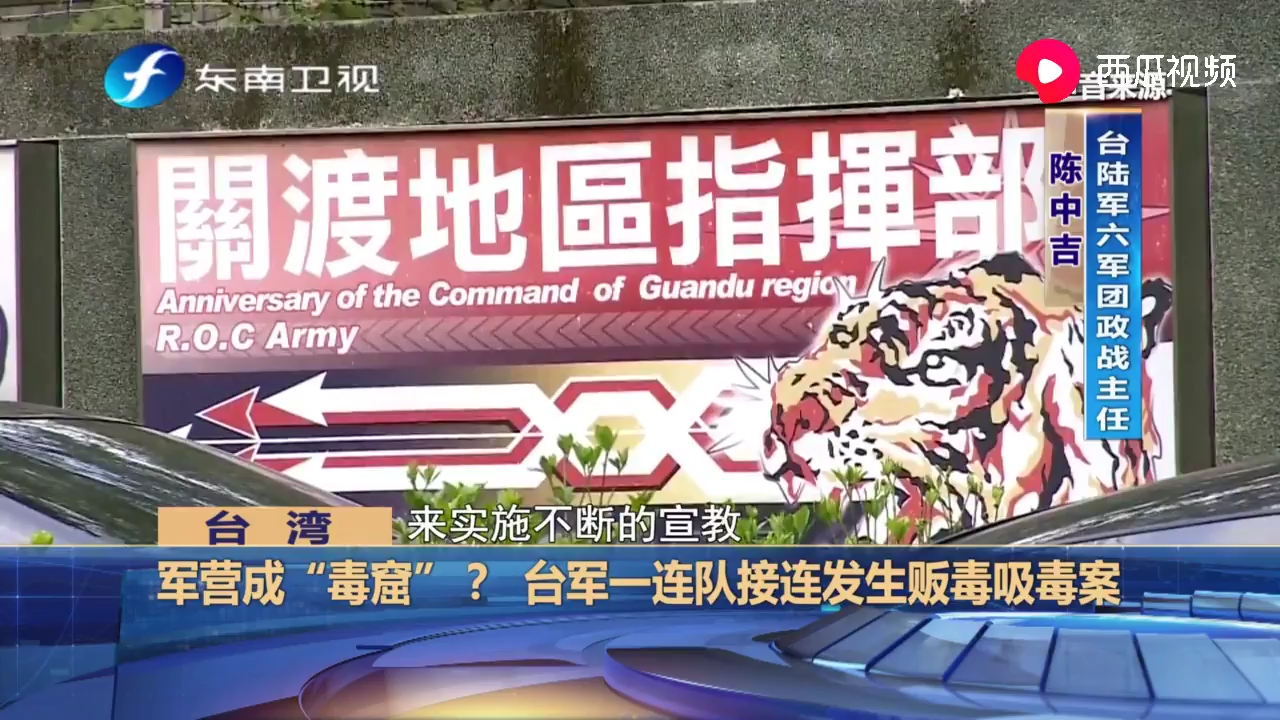 东南卫视
西瓜视频
音来源
台陆军六军团政战主任
陈中吉
關渡地區指揮部
Anniversary of the Command of Guandu region
R.O.C Army
台湾
来实施不断的宣教
军营成“毒窟”？ 台军一连队接连发生贩毒吸毒案